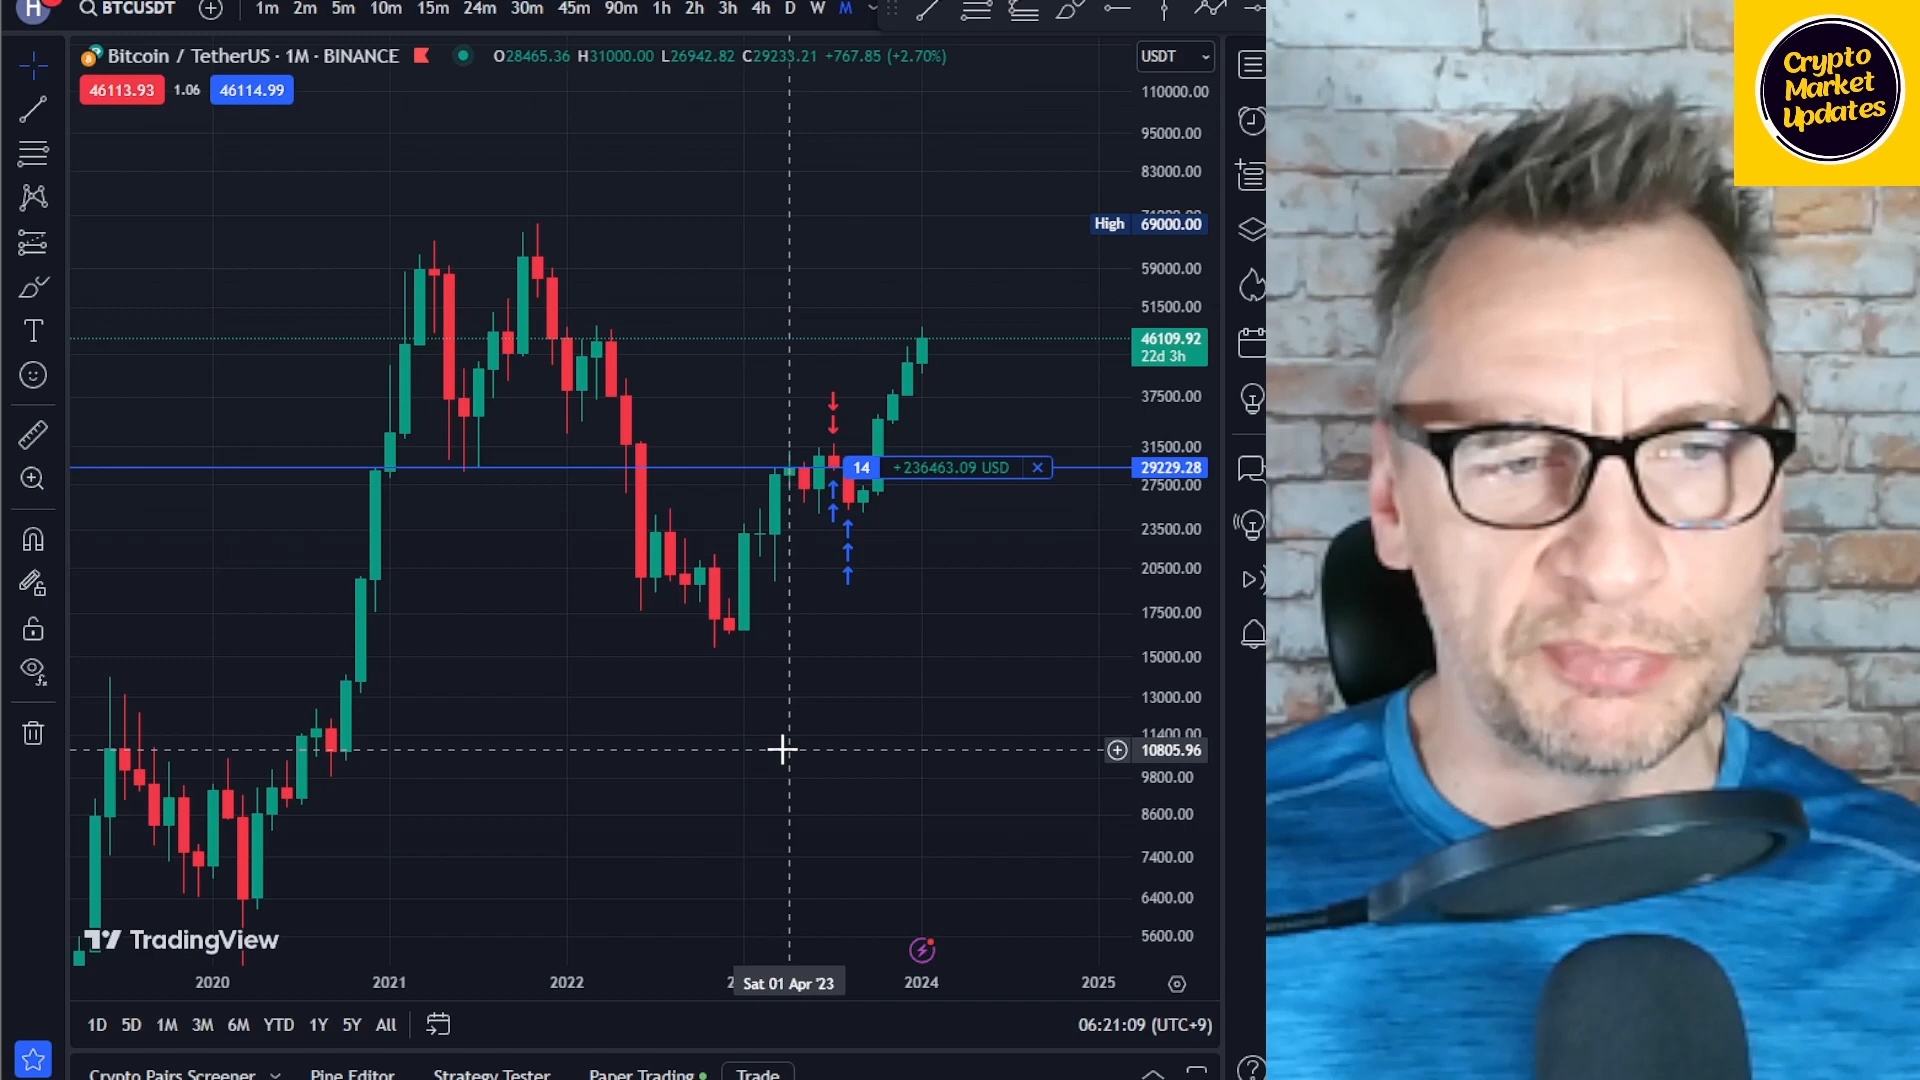 H BTCUSDT 1m 2m 5m 10m 15m 24m 30m 45m 90m 1h 2h 3h 4h D W M
Bitcoin / TetherUS · 1M · BINANCE O28465.36 H31000.00 L26942.82 C29233.21 +767.85 (+2.70%)
USDT
46113.93 1.06 46114.99
110000.00
95000.00
83000.00
High 69000.00
59000.00
51500.00
46109.92
22d 3h
37500.00
31500.00
14 +236463.09 USD 29229.28
27500.00
23500.00
20500.00
17500.00
15000.00
13000.00
11400.00
10805.96
9800.00
8600.00
7400.00
6400.00
5600.00
TradingView
2020 2021 2022 Sat 01 Apr '23 2024 2025
1D 5D 1M 3M 6M YTD 1Y 5Y All 06:21:09 (UTC+9)
Crypto Pairs Screener Pine Editor Strategy Tester Paper Trading Trade
Crypto
Market
Updates